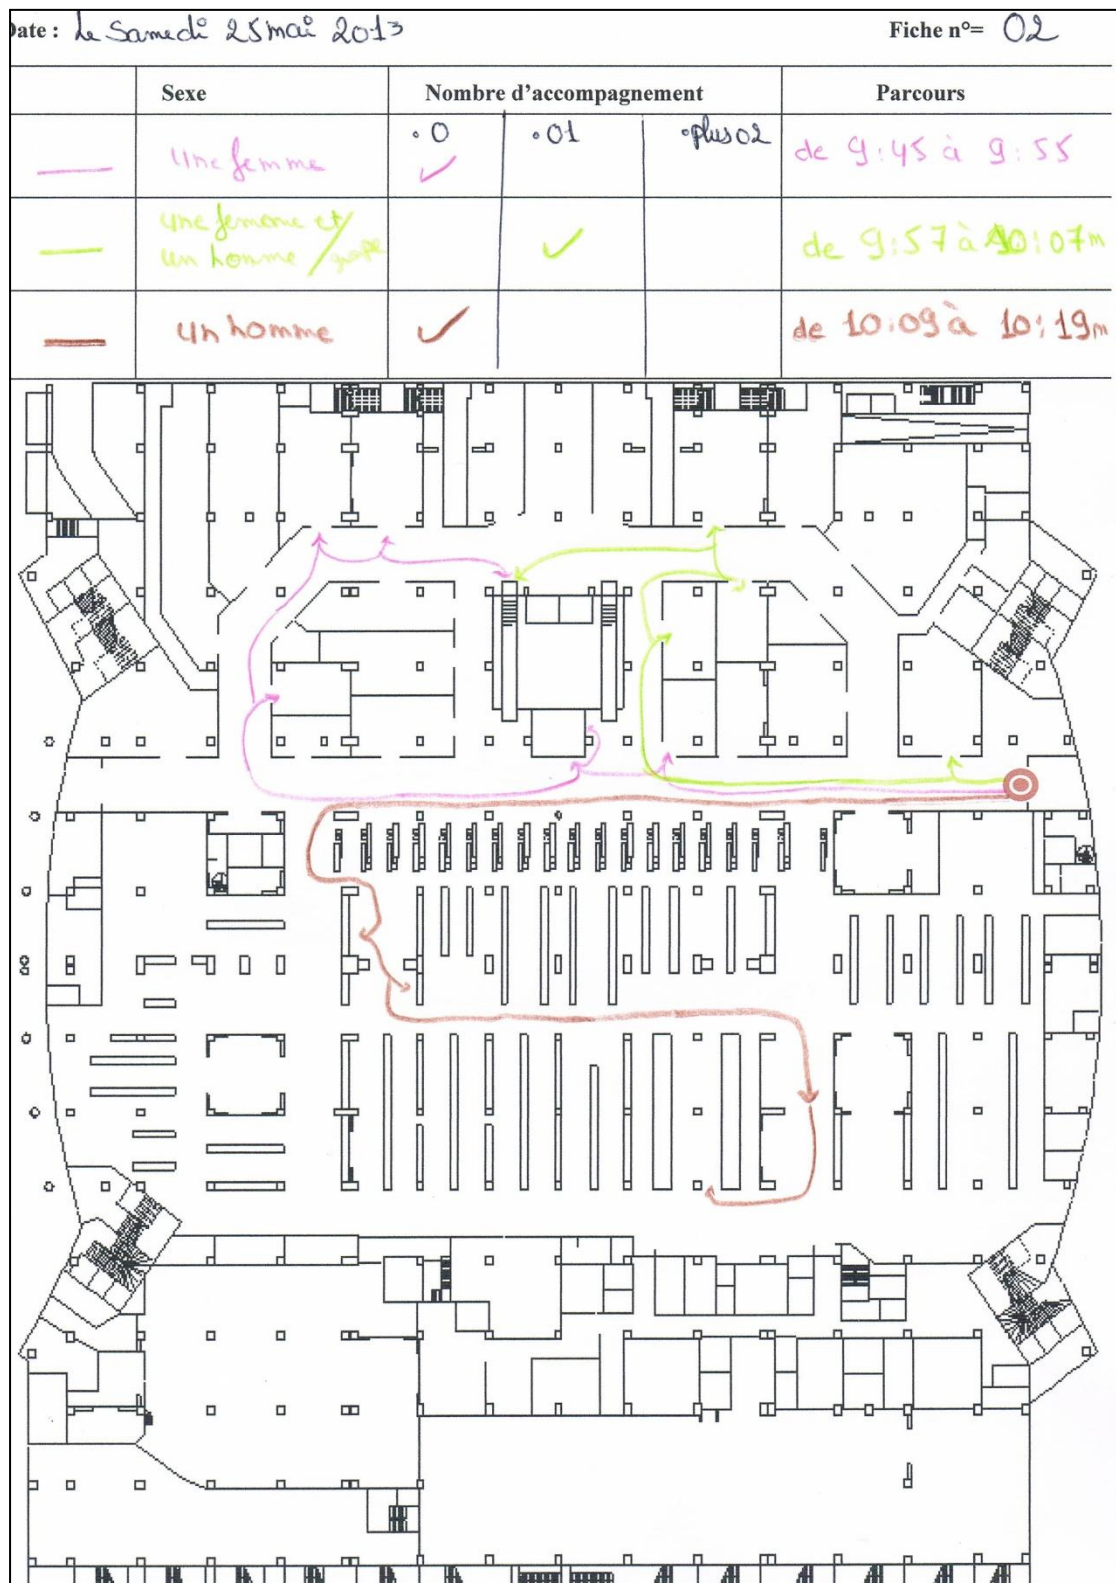 Date : Le Samedi 25 mai 2013 Fiche n°= 02
Sexe Nombre d'accompagnement Parcours
• 0 • 01 • plus 02
une femme ✓ de 9:45 à 9:55
une femme et/
un homme / groupe ✓ de 9:57 à 10:07m
un homme ✓ de 10:09 à 10:19m